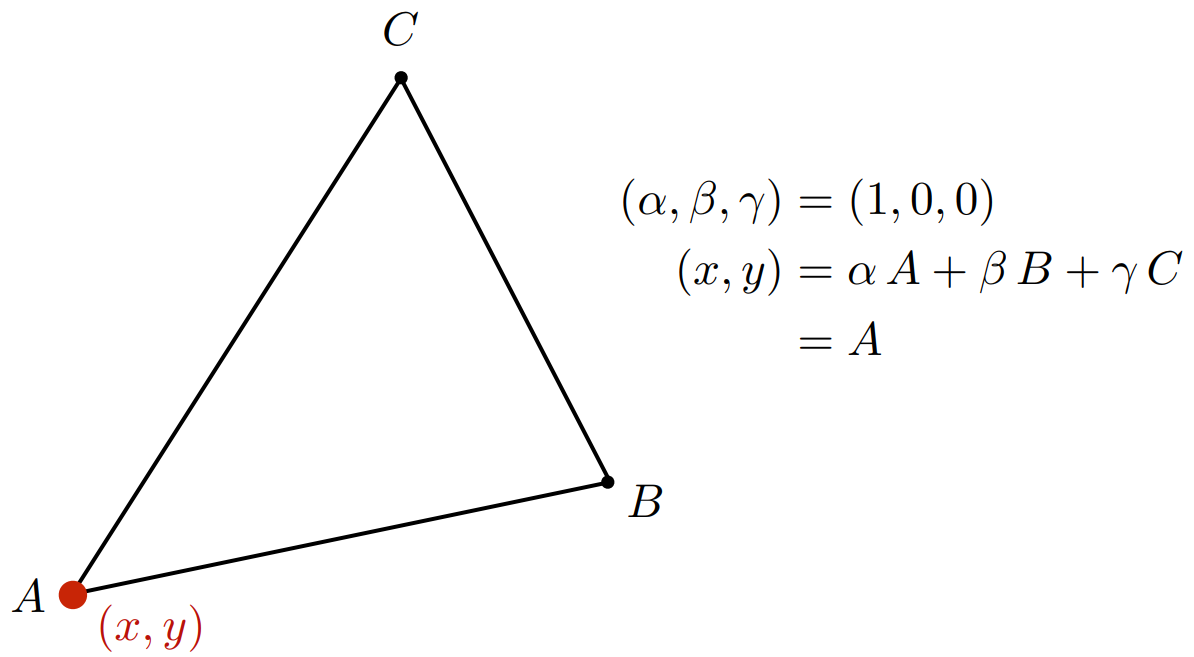 C
(α, β, γ) = (1, 0, 0)
(x, y) = α A + β B + γ C
= A
B
A
(x, y)